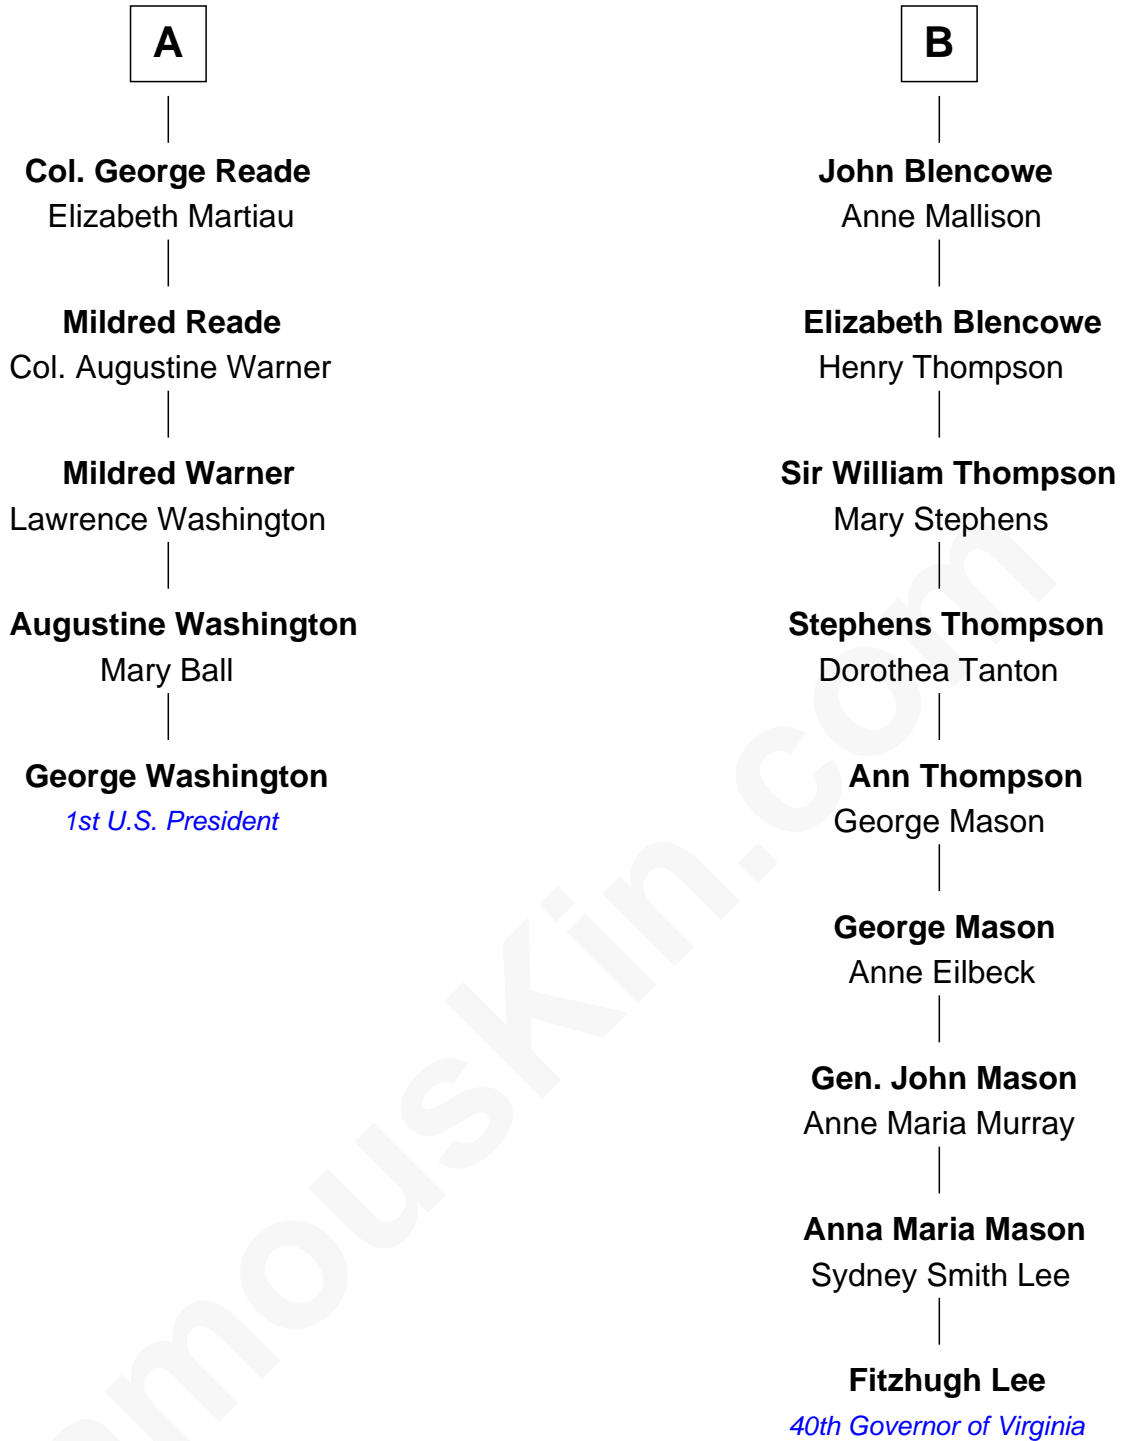 A
Col. George Reade
Elizabeth Martiau
Mildred Reade
Col. Augustine Warner
Mildred Warner
Lawrence Washington
Augustine Washington
Mary Ball
George Washington
1st U.S. President
B
John Blencowe
Anne Mallison
Elizabeth Blencowe
Henry Thompson
Sir William Thompson
Mary Stephens
Stephens Thompson
Dorothea Tanton
Ann Thompson
George Mason
George Mason
Anne Eilbeck
Gen. John Mason
Anne Maria Murray
Anna Maria Mason
Sydney Smith Lee
Fitzhugh Lee
40th Governor of Virginia
amousKin.com